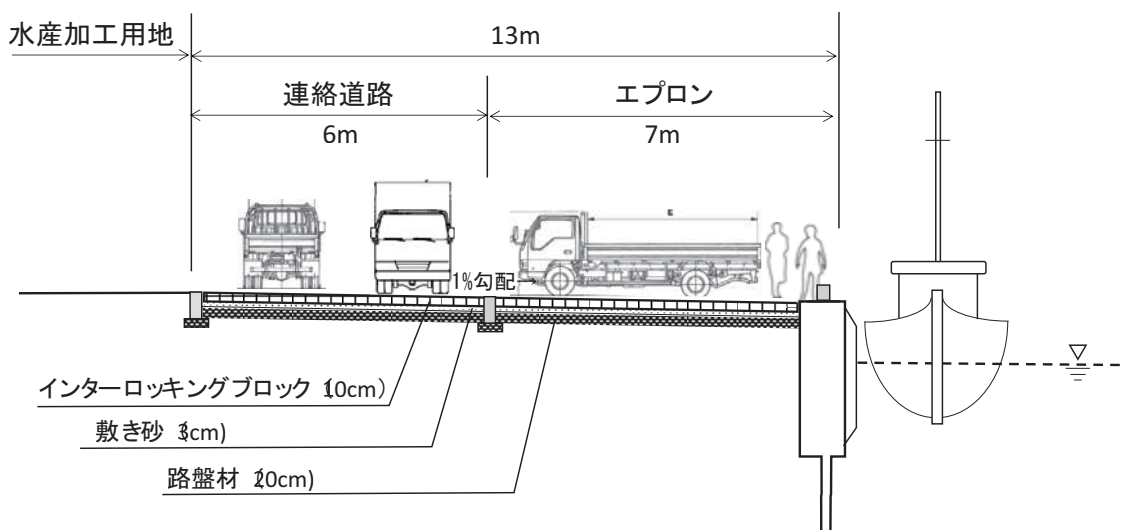 水産加工用地
13m
連絡道路
エプロン
6m
7m
E
1%勾配
インターロッキングブロック (10cm)
敷き砂 (3cm)
路盤材 (20cm)